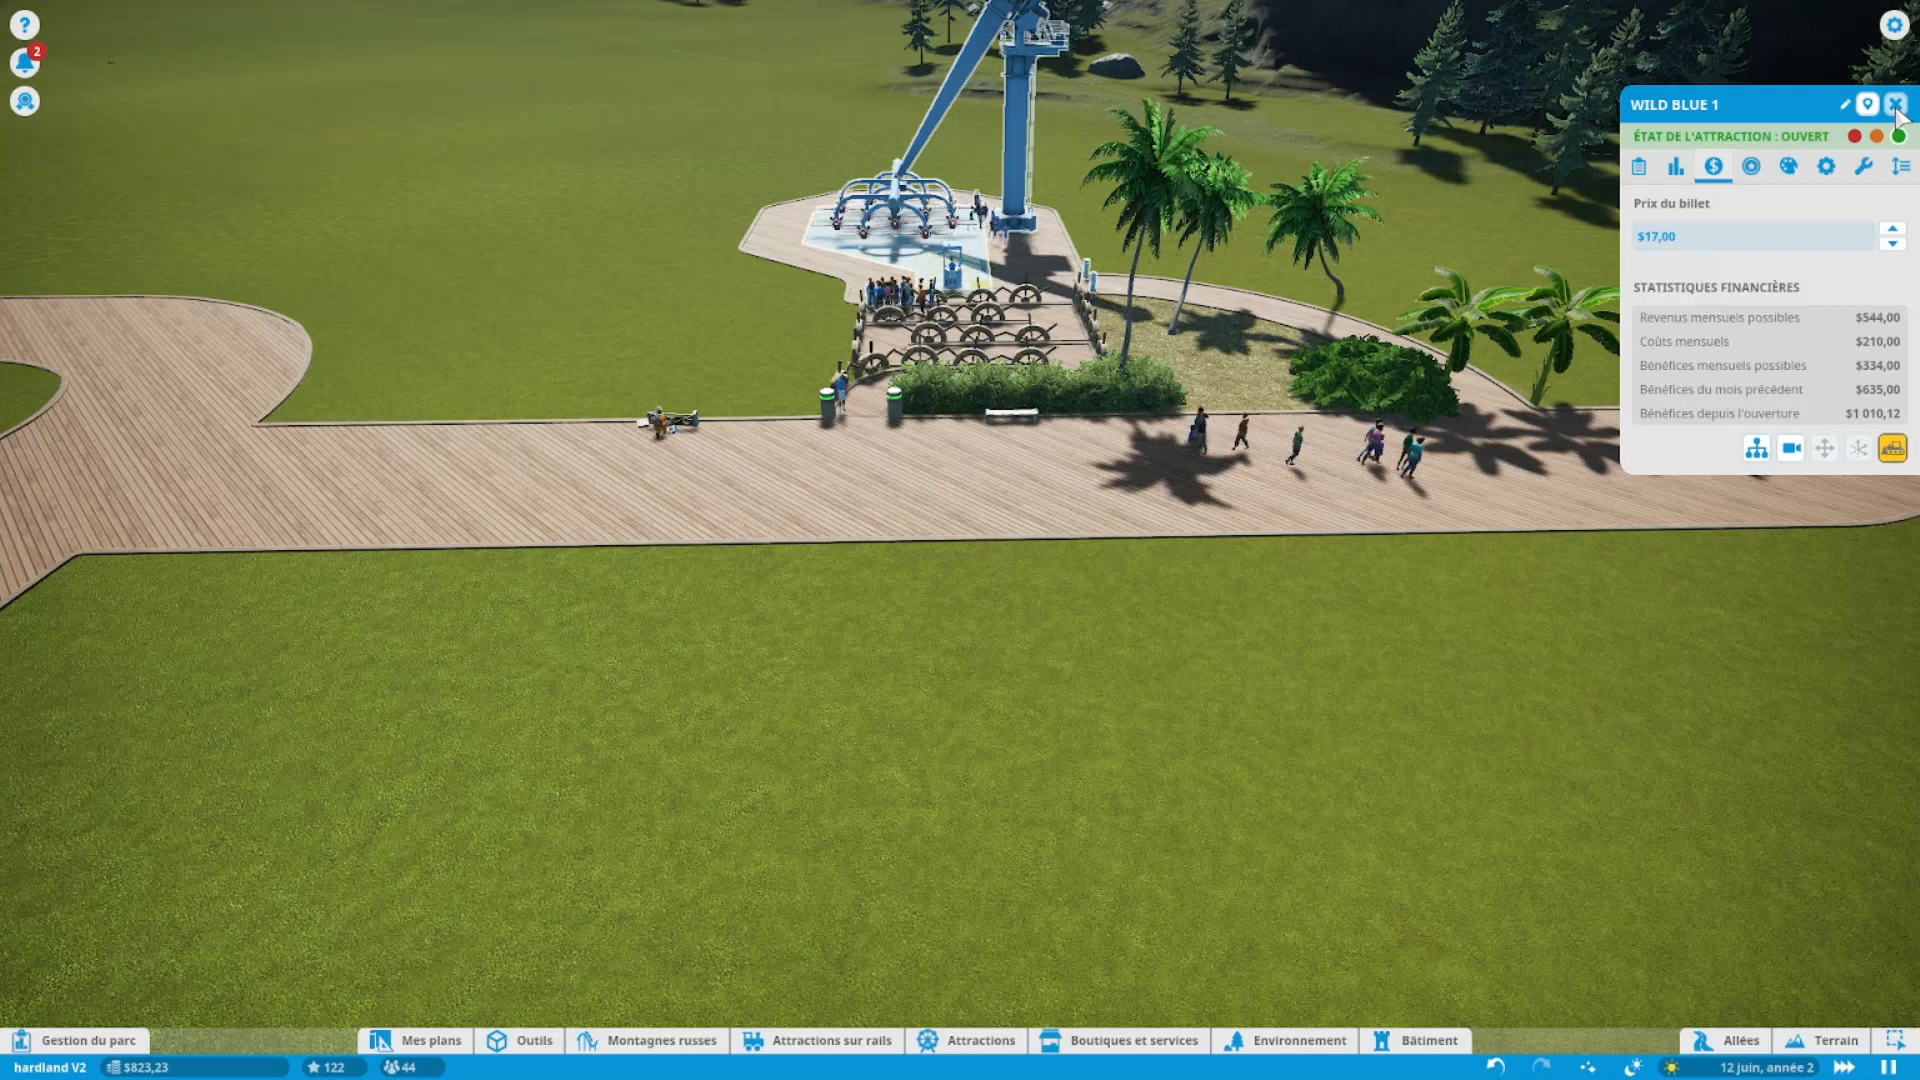 ?
2
WILD BLUE 1
ÉTAT DE L'ATTRACTION : OUVERT
Prix du billet
$17,00
STATISTIQUES FINANCIÈRES
Revenus mensuels possibles $544,00
Coûts mensuels $210,00
Bénéfices mensuels possibles $334,00
Bénéfices du mois précédent $635,00
Bénéfices depuis l'ouverture $1 010,12
Gestion du parc Mes plans Outils Montagnes russes Attractions sur rails Attractions Boutiques et services Environnement Bâtiment Allées Terrain
hardland V2 $823,23 122 44 12 juin, année 2